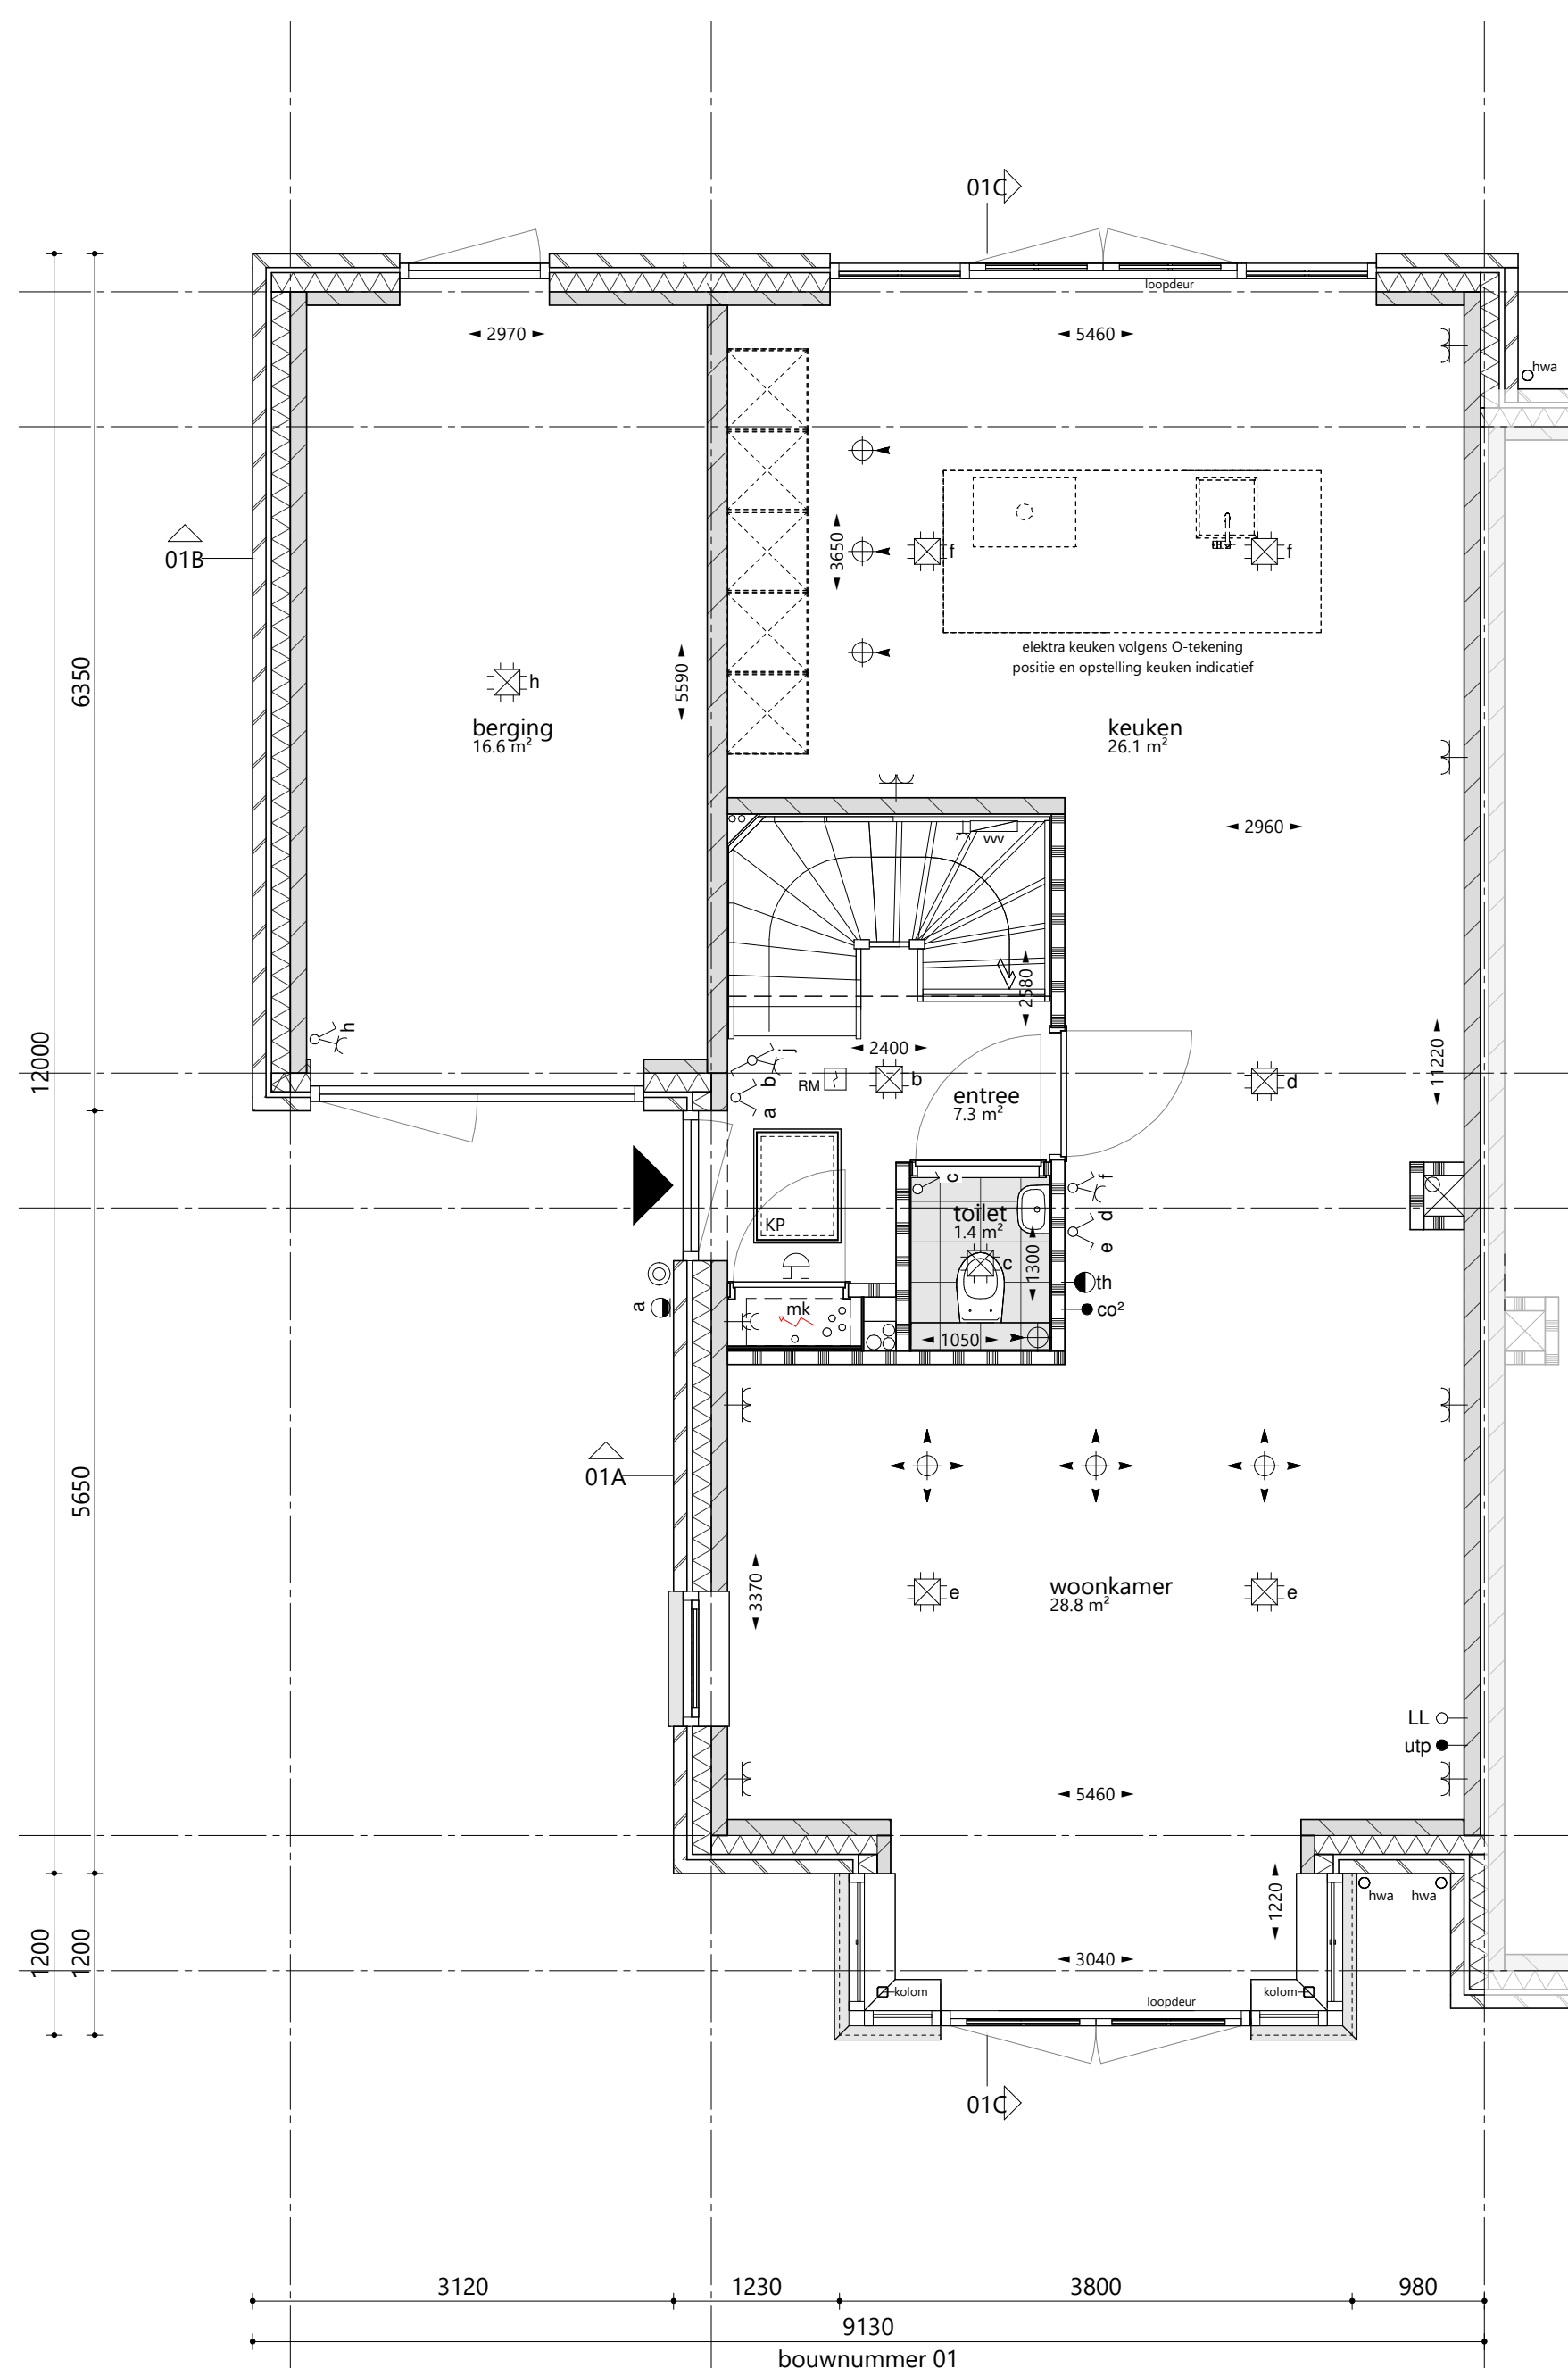 01C
loopdeur
2970
5460
hwa
01B
3650
f
f
elektra keuken volgens O-tekening
positie en opstelling keuken indicatief
6350
5590
h
berging
16.6 m²
keuken
26.1 m²
2960
vvv
2580
12000
h
j
b
a
2400
RM
b
entree
7.3 m²
d
11220
c
f
d
e
toilet
1.4 m²
KP
c
1300
th
co²
a
mk
1050
01A
5650
3370
e
woonkamer
28.8 m²
e
LL
utp
5460
1220
hwa
hwa
1200
1200
3040
kolom
kolom
loopdeur
01C
3120
1230
3800
980
9130
bouwnummer 01